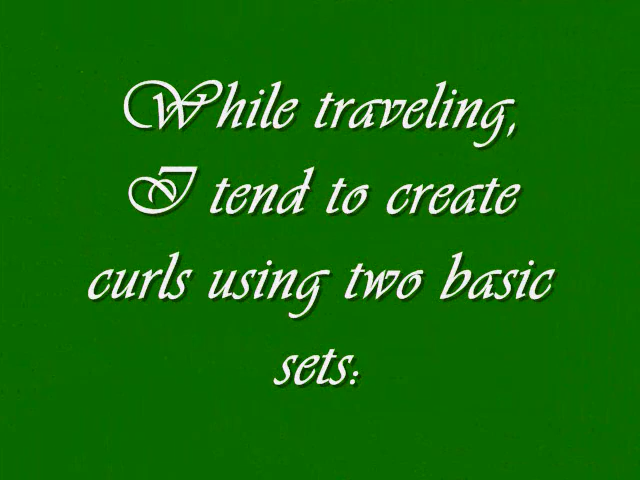 While traveling,
I tend to create
curls using two basic
sets: